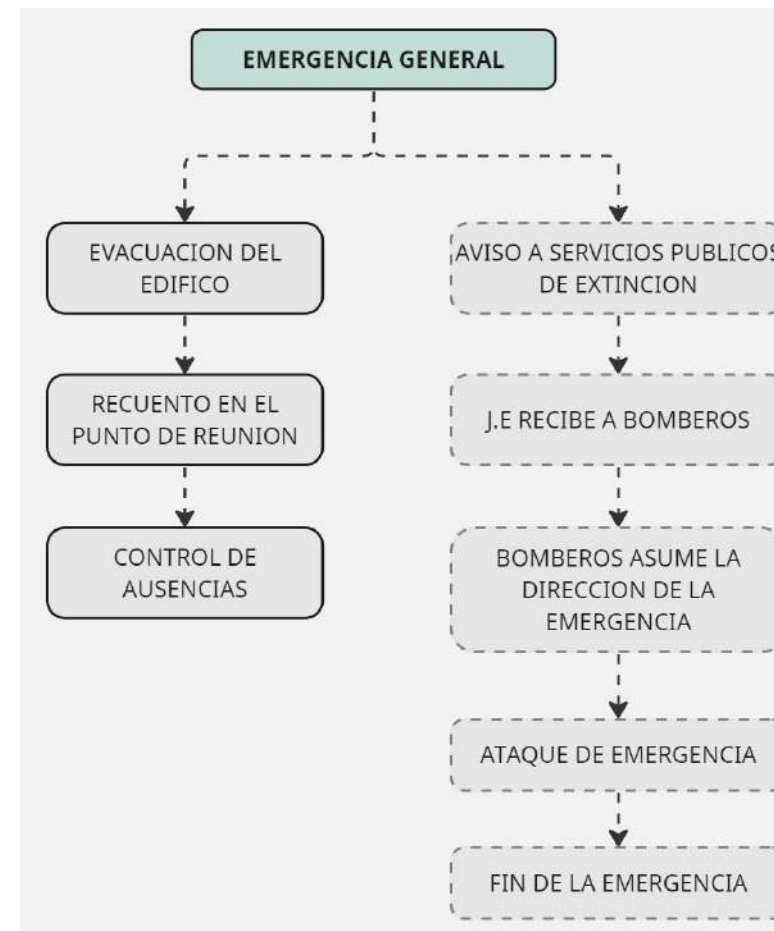 EMERGENCIA GENERAL
EVACUACION DEL
EDIFICO
RECUENTO EN EL
PUNTO DE REUNION
CONTROL DE
AUSENCIAS
AVISO A SERVICIOS PUBLICOS
DE EXTINCION
J.E RECIBE A BOMBEROS
BOMBEROS ASUME LA
DIRECCION DE LA
EMERGENCIA
ATAQUE DE EMERGENCIA
FIN DE LA EMERGENCIA